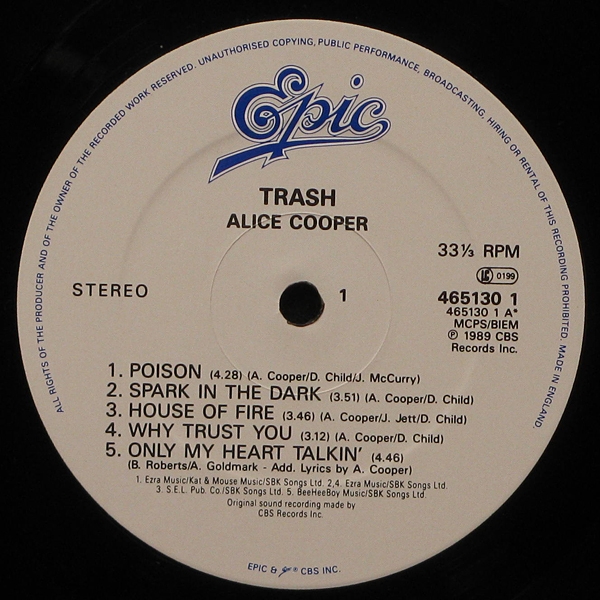 ALL RIGHTS OF THE PRODUCER AND OF THE OWNER OF THE RECORDED WORK RESERVED. UNAUTHORISED COPYING, PUBLIC PERFORMANCE, BROADCASTING, HIRING OR RENTAL OF THIS RECORDING PROHIBITED. MADE IN ENGLAND.
Epic
TRASH
ALICE COOPER
33⅓ RPM
LC 0199
STEREO
1
465130 1
465130 1 A*
MCPS/BIEM
℗ 1989 CBS
Records Inc.
1. POISON (4.28) (A. Cooper/D. Child/J. McCurry)
2. SPARK IN THE DARK (3.51) (A. Cooper/D. Child)
3. HOUSE OF FIRE (3.46) (A. Cooper/J. Jett/D. Child)
4. WHY TRUST YOU (3.12) (A. Cooper/D. Child)
5. ONLY MY HEART TALKIN' (4.46)
(B. Roberts/A. Goldmark - Add. Lyrics by A. Cooper)
1. Ezra Music/Kat & Mouse Music/SBK Songs Ltd. 2,4. Ezra Music/SBK Songs Ltd.
3. S.E.L. Pub. Co./SBK Songs Ltd. 5. BeeHeeBoy Music/SBK Songs Ltd.
Original sound recording made by
CBS Records Inc.
EPIC & ® CBS INC.